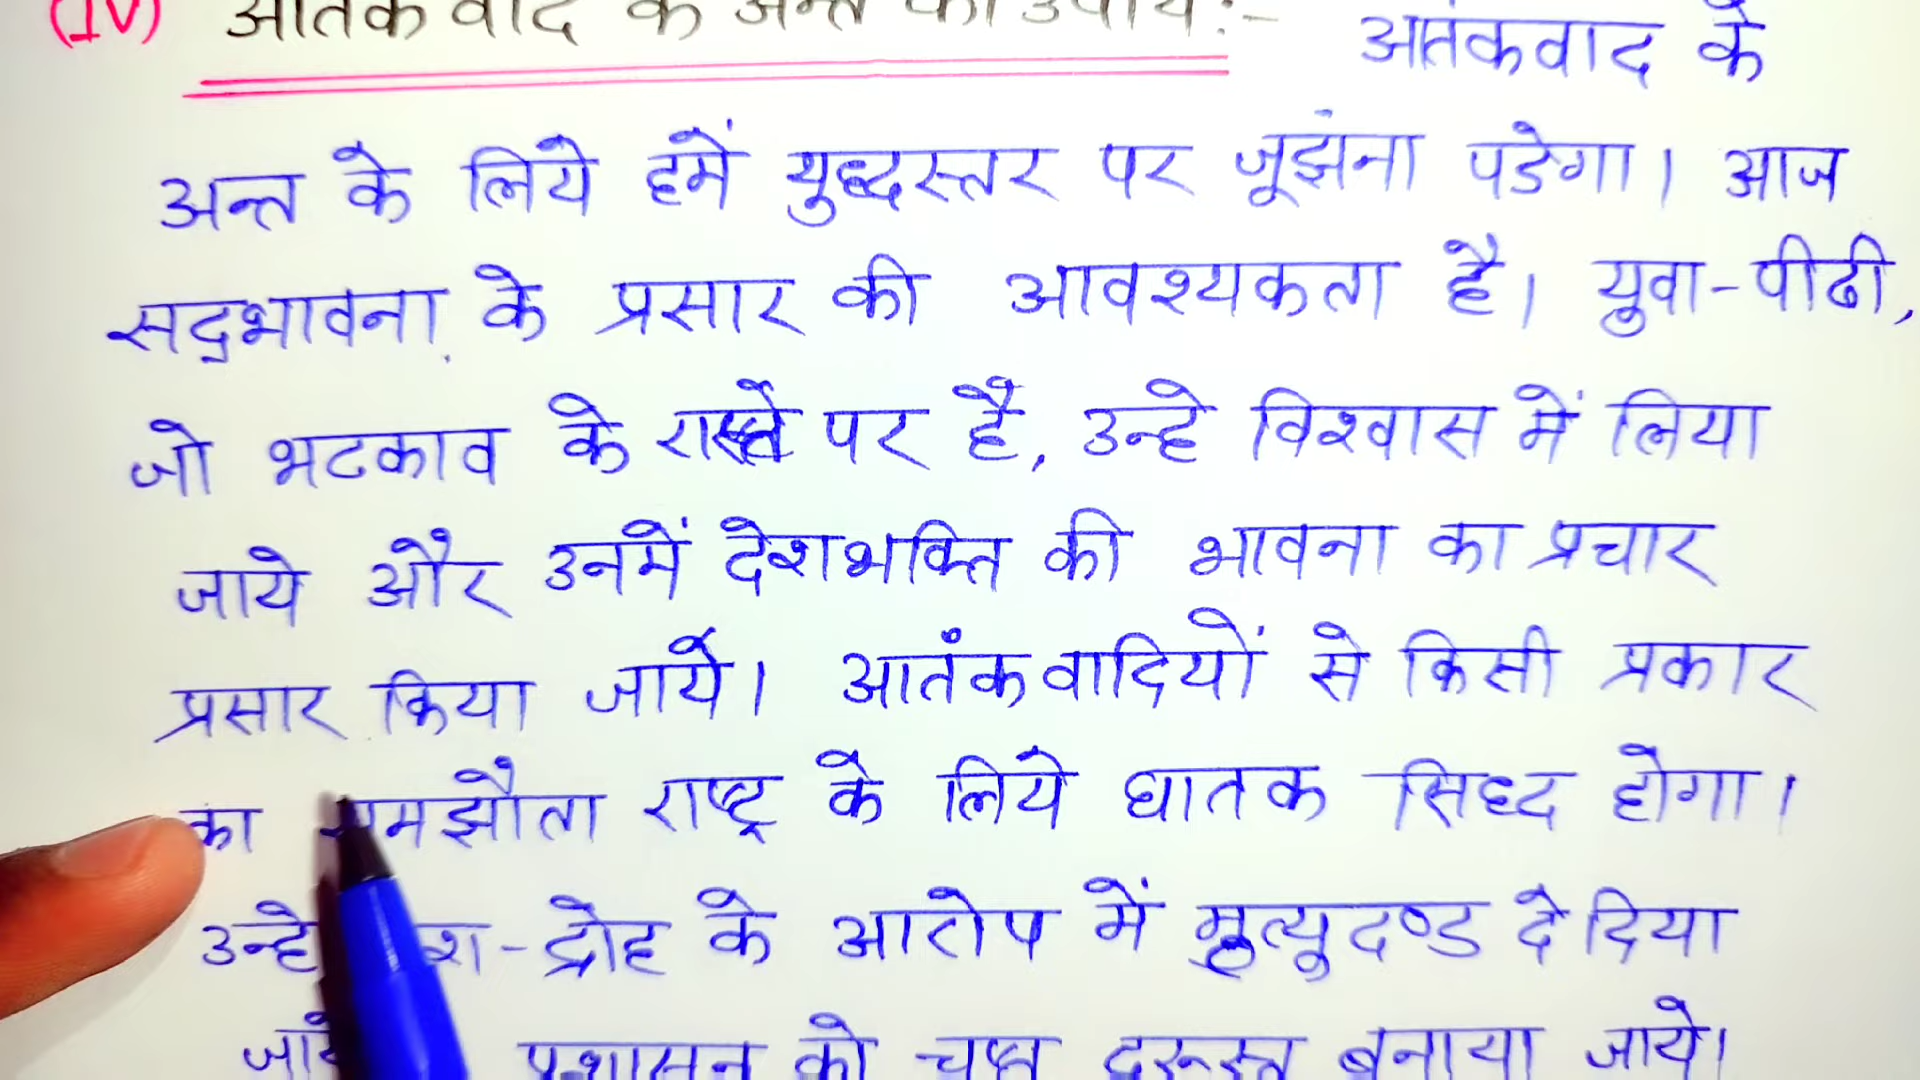 (IV) आतंकवाद के अन्त का उपाय:-
आतंकवाद के
अन्त के लिये हमें युद्धस्तर पर जूझंना पडेगा। आज
सद्भावना के प्रसार की आवश्यकता है। युवा-पीढी,
जो भटकाव के रास्ते पर है, उन्हे विश्वास में लिया
जाये और उनमें देशभक्ति की भावना का प्रचार
प्रसार किया जाये। आतंकवादियों से किसी प्रकार
का समझौता राष्ट्र के लिये घातक सिध्द होगा।
उन्हे -द्रोह के आरोप में मृत्युदण्ड दे दिया
प्रशासन को चुस्त दुरूस्त बनाया जाये।